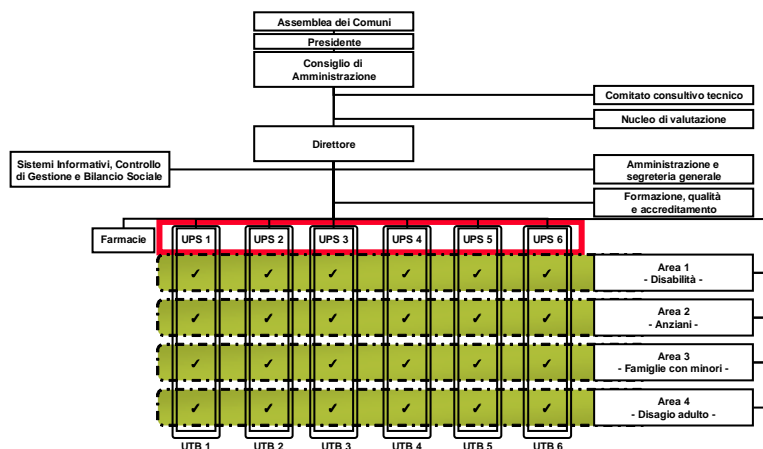 Assemblea dei Comuni
Presidente
Consiglio di
Amministrazione
Comitato consultivo tecnico
Nucleo di valutazione
Direttore
Sistemi Informativi, Controllo
di Gestione e Bilancio Sociale
Amministrazione e
segreteria generale
Formazione, qualità
e accreditamento
Farmacie
UPS 1
UPS 2
UPS 3
UPS 4
UPS 5
UPS 6
✓ ✓ ✓ ✓ ✓ ✓
Area 1
- Disabilità -
✓ ✓ ✓ ✓ ✓ ✓
Area 2
- Anziani -
✓ ✓ ✓ ✓ ✓ ✓
Area 3
- Famiglie con minori -
✓ ✓ ✓ ✓ ✓ ✓
Area 4
- Disagio adulto -
UTB 1
UTB 2
UTB 3
UTB 4
UTB 5
UTB 6